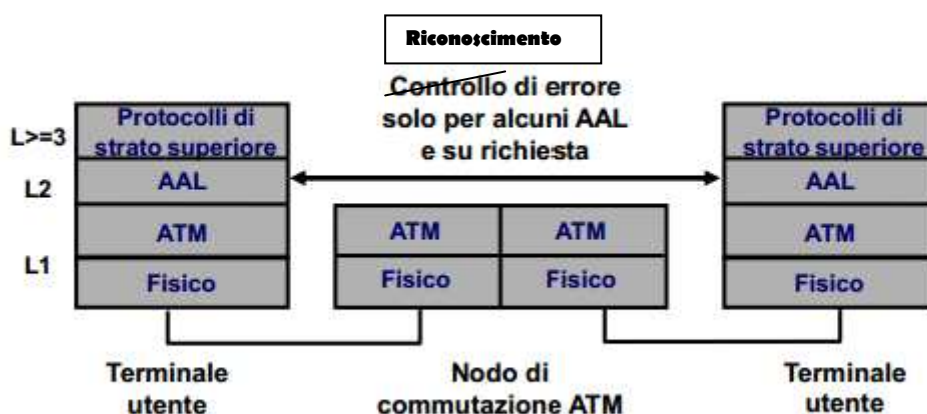 Riconoscimento
Controllo di errore
solo per alcuni AAL
e su richiesta
L>=3
Protocolli di
strato superiore
L2
AAL
ATM
L1
Fisico
ATM
ATM
Fisico
Fisico
Protocolli di
strato superiore
AAL
ATM
Fisico
Terminale
utente
Nodo di
commutazione ATM
Terminale
utente